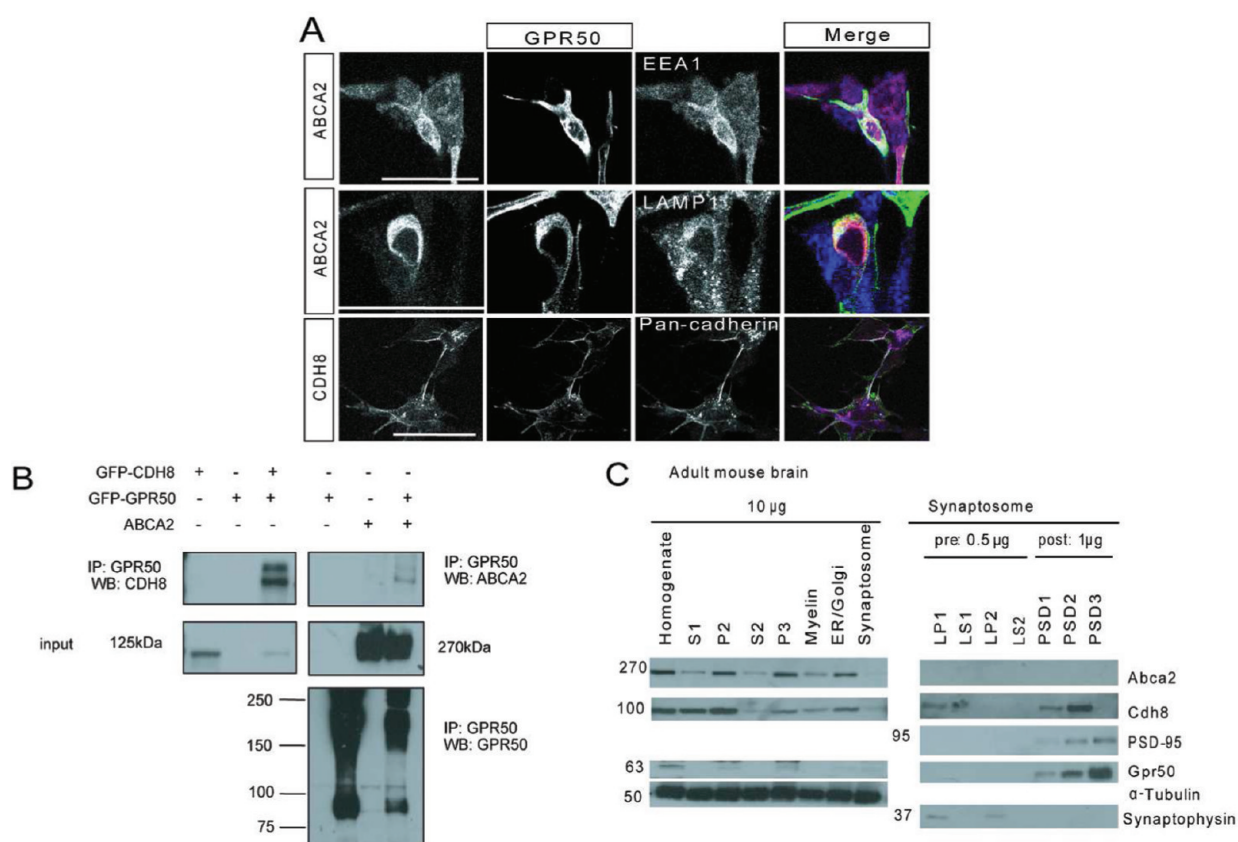 A
GPR50
Merge
ABCA2
EEA1
ABCA2
LAMP1
CDH8
Pan-cadherin
B
GFP-CDH8 + - + - - -
GFP-GPR50 - + + + - +
ABCA2 - - - - + +
IP: GPR50
WB: CDH8
IP: GPR50
WB: ABCA2
input
125kDa
270kDa
250
150
100
75
IP: GPR50
WB: GPR50
C
Adult mouse brain
10 µg
Synaptosome
pre: 0.5 µg
post: 1µg
Homogenate
S1
P2
S2
P3
Myelin
ER/Golgi
Synaptosome
LP1
LS1
LP2
LS2
PSD1
PSD2
PSD3
270
Abca2
100
Cdh8
95
PSD-95
63
Gpr50
50
α-Tubulin
37
Synaptophysin